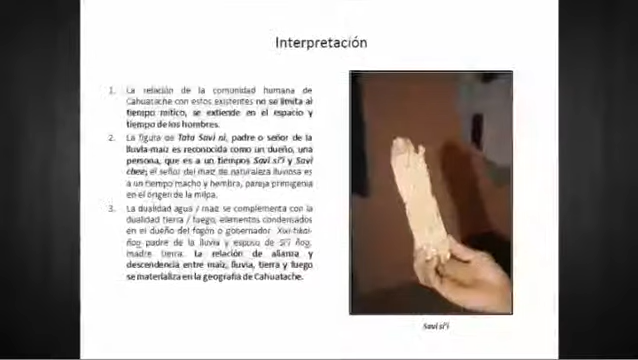 Interpretación
1. La relación de la comunidad humana de
Cahuatache con estos existentes no se limita al
tiempo mítico, se extiende en el espacio y
tiempo de los hombres.
2. La figura de Tata Savi ni, padre o señor de la
lluvia-maíz es reconocida como un dueño, una
persona, que es a un tiempos Savi si'i y Savi
chee; el señor del maíz de naturaleza lluviosa es
a un tiempo macho y hembra, pareja primigenia
en el origen de la milpa.
3. La dualidad agua / maíz se complementa con la
dualidad tierra / fuego, elementos condensados
en el dueño del fogón o gobernador
padre de la lluvia y esposo de
madre tierra. La relación de alianza y
descendencia entre maíz, lluvia, tierra y fuego
se materializa en la geografía de Cahuatache.
Savi si'i